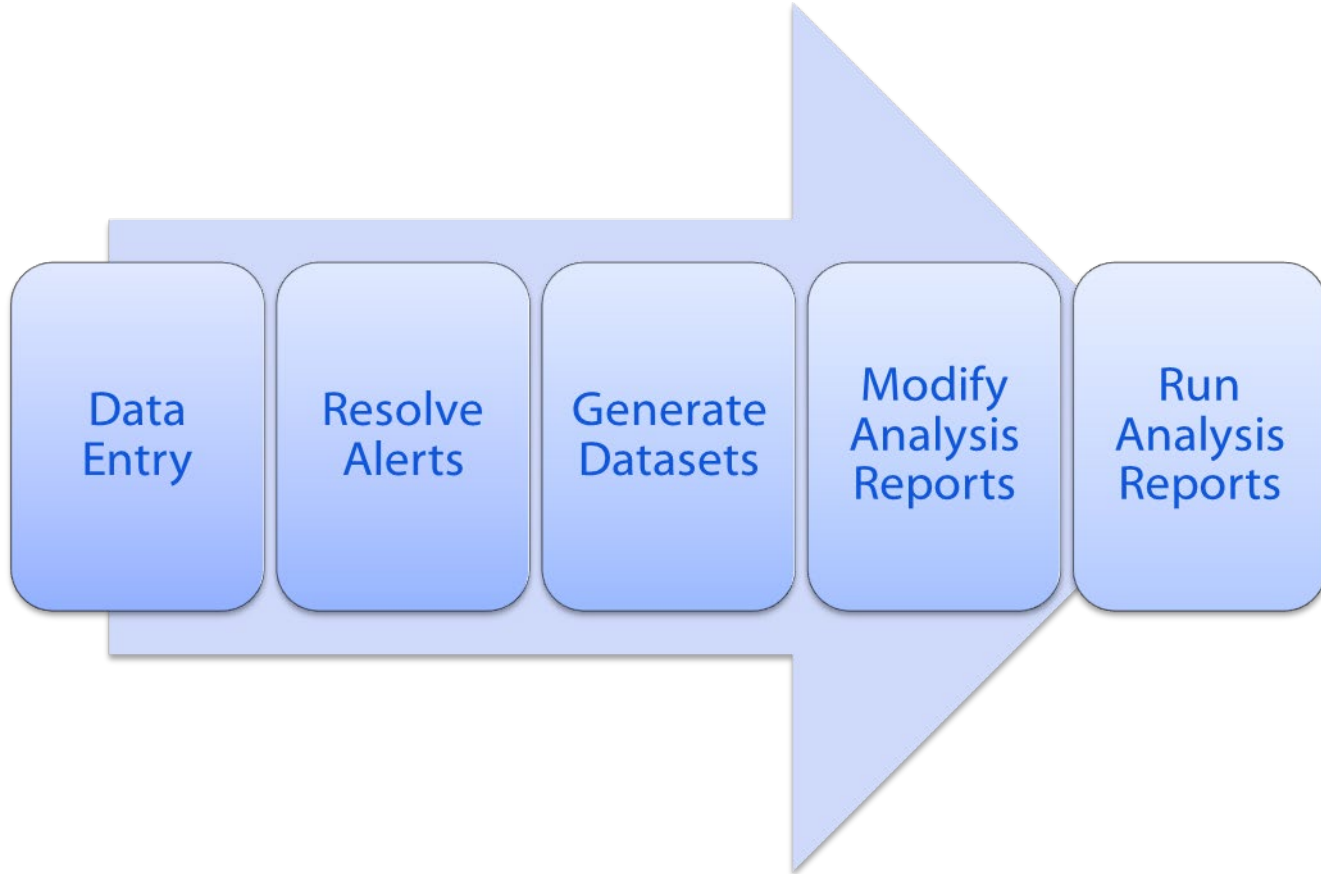 Data
Entry
Resolve
Alerts
Generate
Datasets
Modify
Analysis
Reports
Run
Analysis
Reports